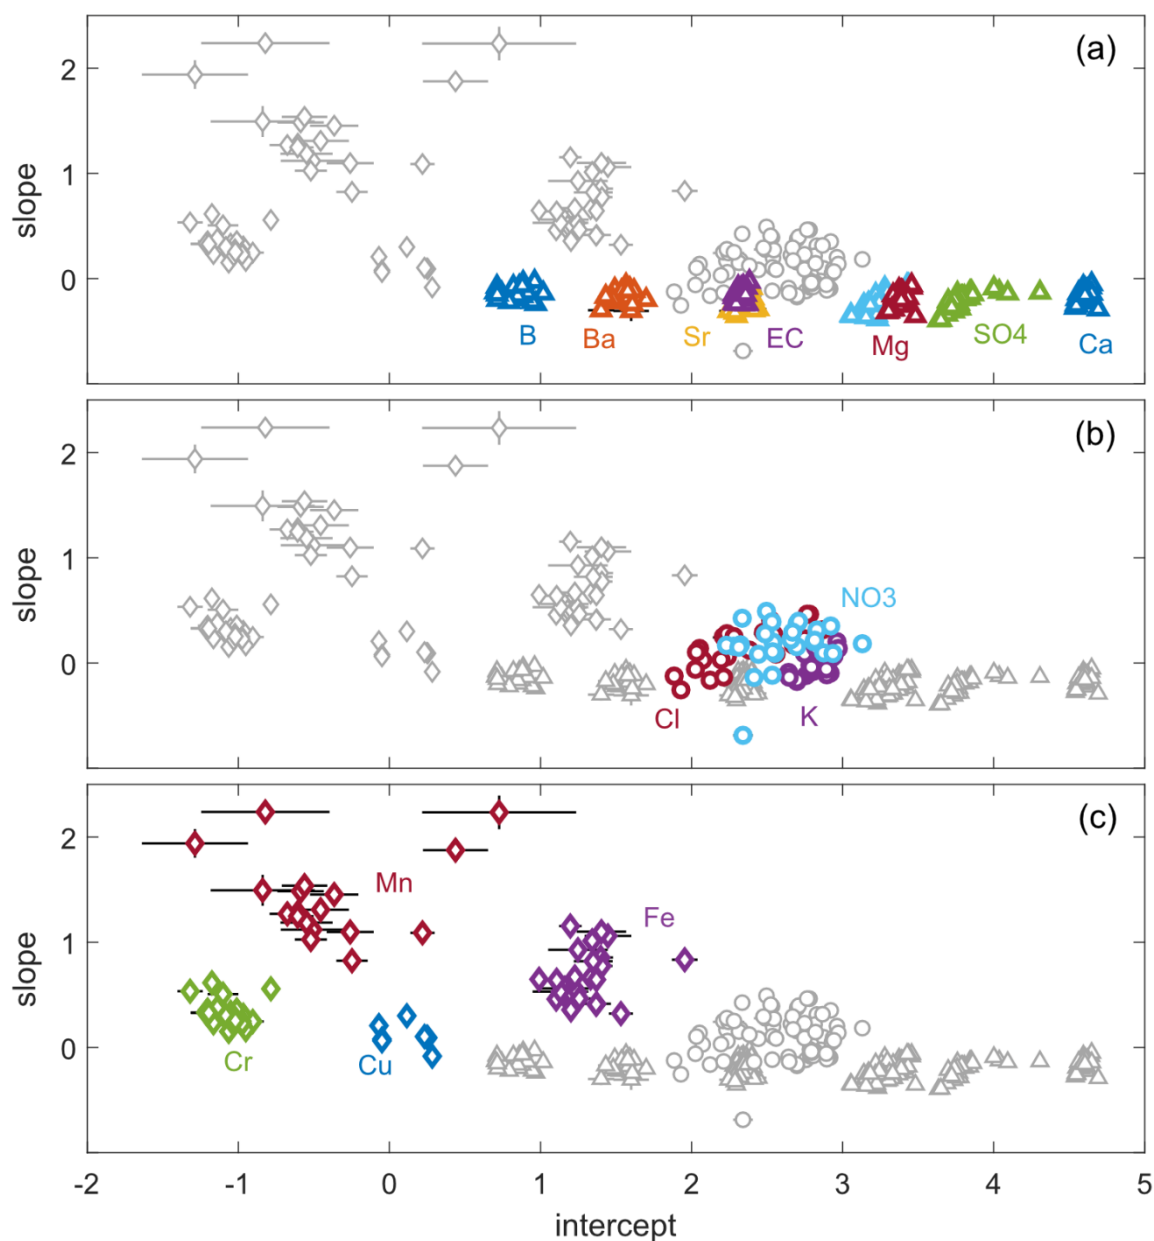 (a)
2
1
0
slope
B
Ba
Sr
EC
Mg
SO4
Ca
(b)
2
1
0
slope
NO3
Cl
K
(c)
2
1
0
slope
Mn
Fe
Cr
Cu
-2 -1 0 1 2 3 4 5
intercept